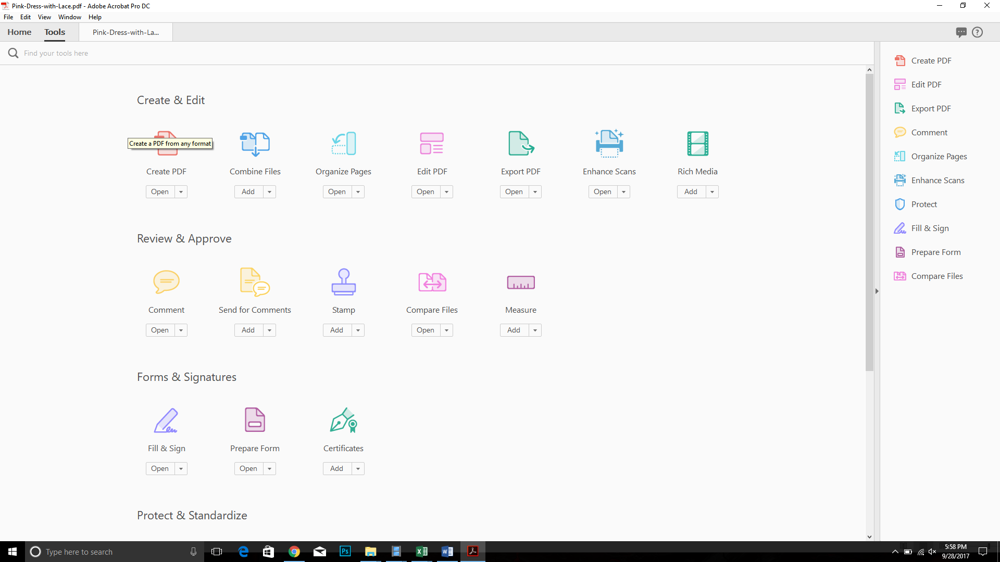 Pink-Dress-with-Lace.pdf - Adobe Acrobat Pro DC
File Edit View Window Help
Home Tools Pink-Dress-with-La...
Find your tools here
Create & Edit
Create a PDF from any format
Create PDF Combine Files Organize Pages Edit PDF Export PDF Enhance Scans Rich Media
Open Add Open Open Open Open Add
Review & Approve
Comment Send for Comments Stamp Compare Files Measure
Open Add Add Open Add
Forms & Signatures
Fill & Sign Prepare Form Certificates
Open Open Add
Protect & Standardize
Create PDF
Edit PDF
Export PDF
Comment
Organize Pages
Enhance Scans
Protect
Fill & Sign
Prepare Form
Compare Files
Type here to search
Ps
5:58 PM
9/28/2017